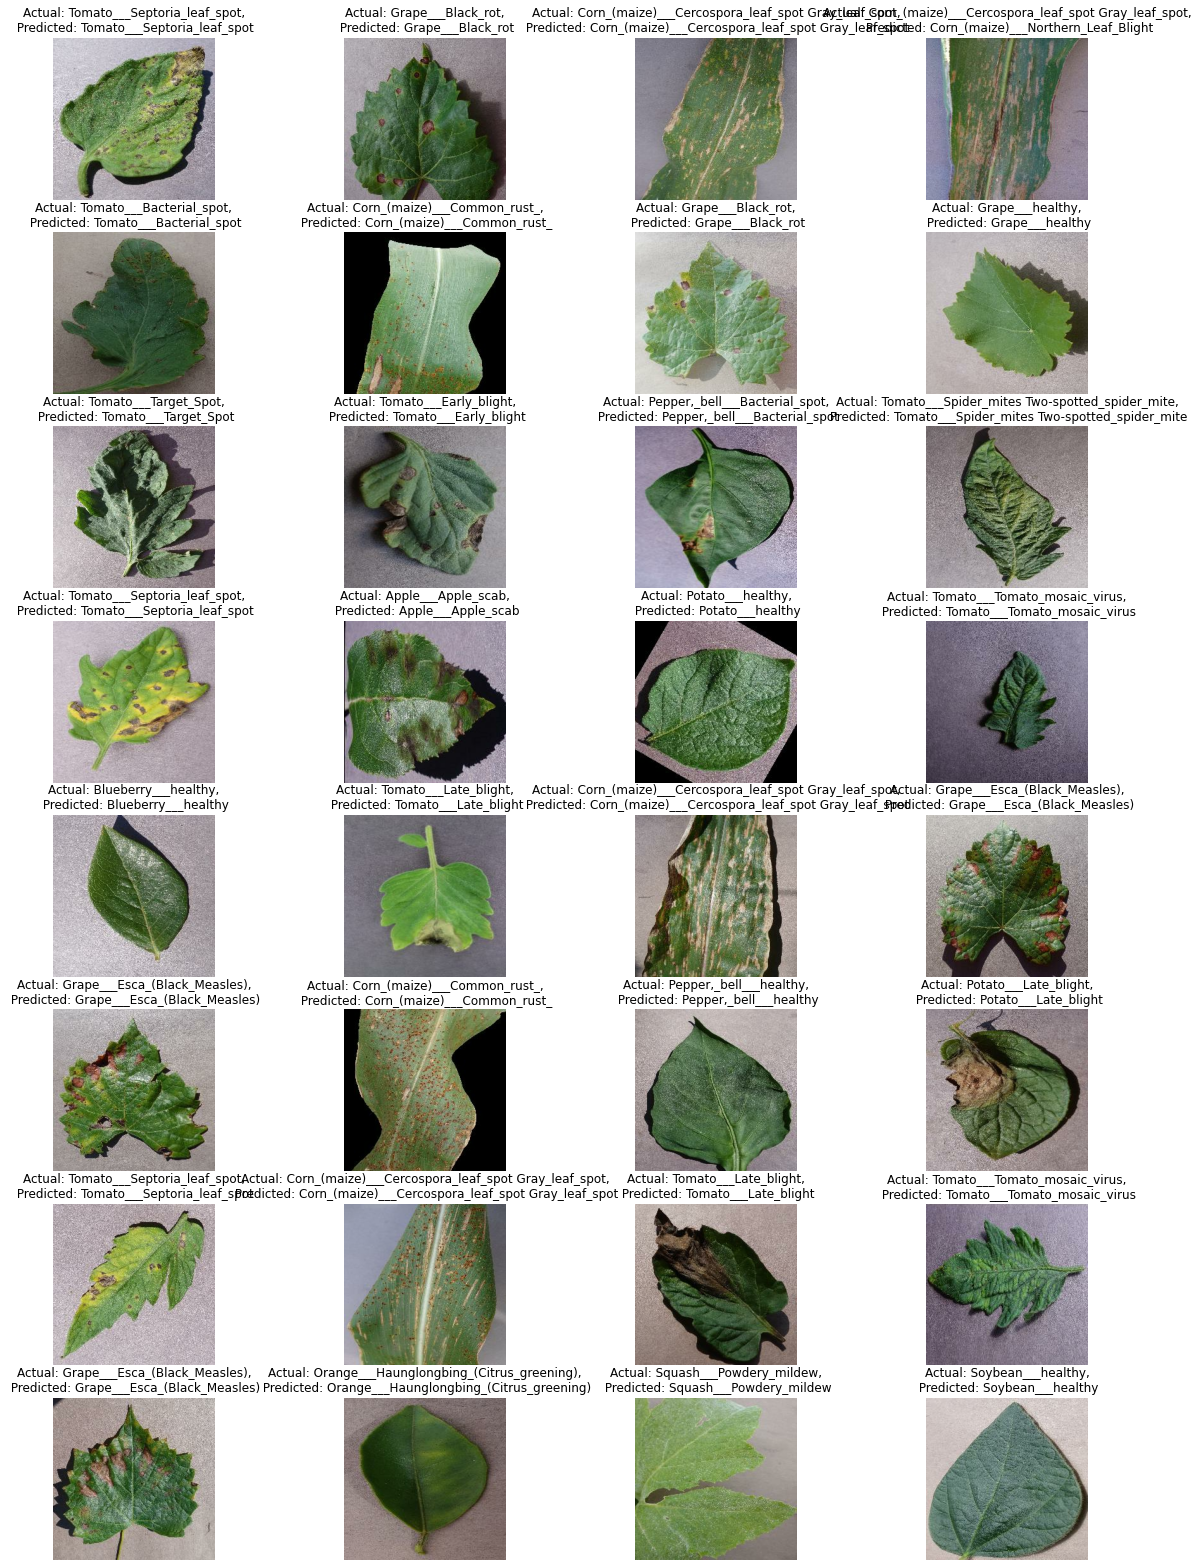 Actual: Tomato___Septoria_leaf_spot,
Predicted: Tomato___Septoria_leaf_spot
Actual: Grape___Black_rot,
Predicted: Grape___Black_rot
Actual: Corn_(maize)___Cercospora_leaf_spot Gray_leaf_spot,
Predicted: Corn_(maize)___Cercospora_leaf_spot Gray_leaf_spot
Actual: Corn_(maize)___Cercospora_leaf_spot Gray_leaf_spot,
Predicted: Corn_(maize)___Northern_Leaf_Blight
Actual: Tomato___Bacterial_spot,
Predicted: Tomato___Bacterial_spot
Actual: Corn_(maize)___Common_rust_,
Predicted: Corn_(maize)___Common_rust_
Actual: Grape___Black_rot,
Predicted: Grape___Black_rot
Actual: Grape___healthy,
Predicted: Grape___healthy
Actual: Tomato___Target_Spot,
Predicted: Tomato___Target_Spot
Actual: Tomato___Early_blight,
Predicted: Tomato___Early_blight
Actual: Pepper,_bell___Bacterial_spot,
Predicted: Pepper,_bell___Bacterial_spot
Actual: Tomato___Spider_mites Two-spotted_spider_mite,
Predicted: Tomato___Spider_mites Two-spotted_spider_mite
Actual: Tomato___Septoria_leaf_spot,
Predicted: Tomato___Septoria_leaf_spot
Actual: Apple___Apple_scab,
Predicted: Apple___Apple_scab
Actual: Potato___healthy,
Predicted: Potato___healthy
Actual: Tomato___Tomato_mosaic_virus,
Predicted: Tomato___Tomato_mosaic_virus
Actual: Blueberry___healthy,
Predicted: Blueberry___healthy
Actual: Tomato___Late_blight,
Predicted: Tomato___Late_blight
Actual: Corn_(maize)___Cercospora_leaf_spot Gray_leaf_spot,
Predicted: Corn_(maize)___Cercospora_leaf_spot Gray_leaf_spot
Actual: Grape___Esca_(Black_Measles),
Predicted: Grape___Esca_(Black_Measles)
Actual: Grape___Esca_(Black_Measles),
Predicted: Grape___Esca_(Black_Measles)
Actual: Corn_(maize)___Common_rust_,
Predicted: Corn_(maize)___Common_rust_
Actual: Pepper,_bell___healthy,
Predicted: Pepper,_bell___healthy
Actual: Potato___Late_blight,
Predicted: Potato___Late_blight
Actual: Tomato___Septoria_leaf_spot,
Predicted: Tomato___Septoria_leaf_spot
Actual: Corn_(maize)___Cercospora_leaf_spot Gray_leaf_spot,
Predicted: Corn_(maize)___Cercospora_leaf_spot Gray_leaf_spot
Actual: Tomato___Late_blight,
Predicted: Tomato___Late_blight
Actual: Tomato___Tomato_mosaic_virus,
Predicted: Tomato___Tomato_mosaic_virus
Actual: Grape___Esca_(Black_Measles),
Predicted: Grape___Esca_(Black_Measles)
Actual: Orange___Haunglongbing_(Citrus_greening),
Predicted: Orange___Haunglongbing_(Citrus_greening)
Actual: Squash___Powdery_mildew,
Predicted: Squash___Powdery_mildew
Actual: Soybean___healthy,
Predicted: Soybean___healthy